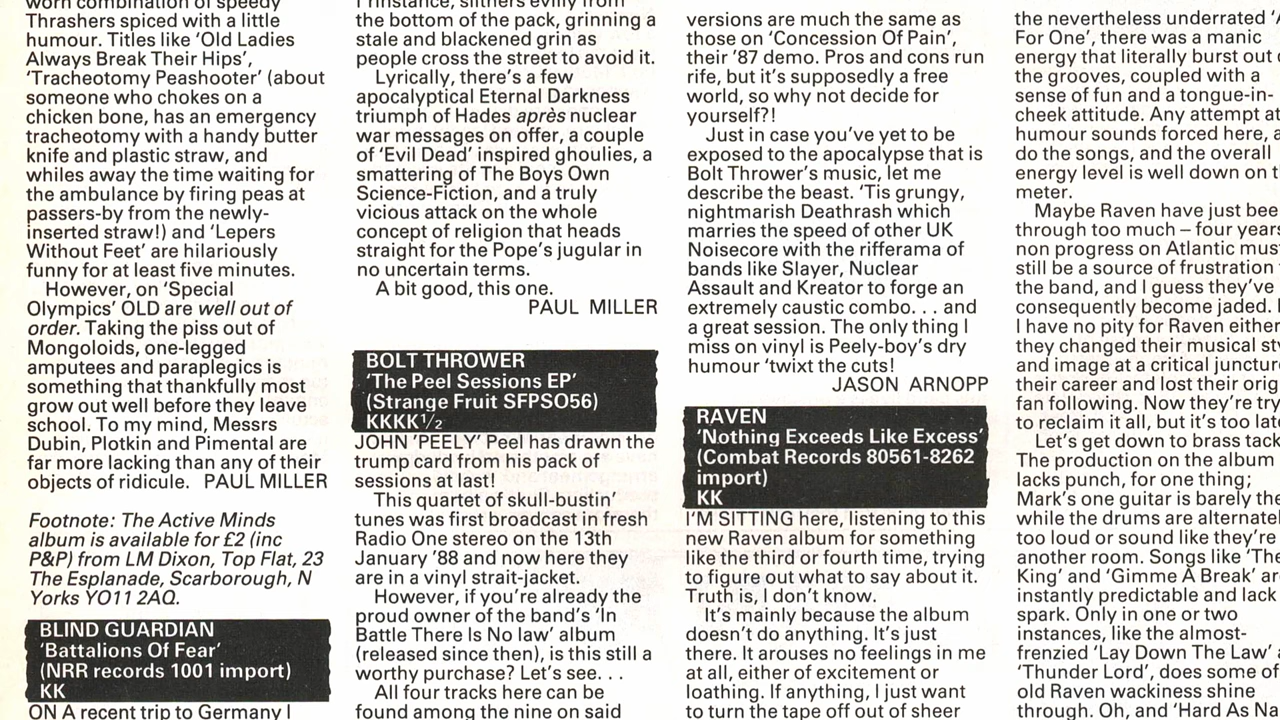 worn combination of speedy
Thrashers spiced with a little
humour. Titles like 'Old Ladies
Always Break Their Hips',
'Tracheotomy Peashooter' (about
someone who chokes on a
chicken bone, has an emergency
tracheotomy with a handy butter
knife and plastic straw, and
whiles away the time waiting for
the ambulance by firing peas at
passers-by from the newly-
inserted straw!) and 'Lepers
Without Feet' are hilariously
funny for at least five minutes.
However, on 'Special
Olympics' OLD are well out of
order. Taking the piss out of
Mongoloids, one-legged
amputees and paraplegics is
something that thankfully most
grow out well before they leave
school. To my mind, Messrs
Dubin, Plotkin and Pimental are
far more lacking than any of their
objects of ridicule. PAUL MILLER
Footnote: The Active Minds
album is available for £2 (inc
P&P) from LM Dixon, Top Flat, 23
The Esplanade, Scarborough, N
Yorks YO11 2AQ.
BLIND GUARDIAN
'Battalions Of Fear'
(NRR records 1001 import)
KK
ON A recent trip to Germany I
f'rinstance, slithers evilly from
the bottom of the pack, grinning a
stale and blackened grin as
people cross the street to avoid it.
Lyrically, there's a few
apocalyptical Eternal Darkness
triumph of Hades après nuclear
war messages on offer, a couple
of 'Evil Dead' inspired ghoulies, a
smattering of The Boys Own
Science-Fiction, and a truly
vicious attack on the whole
concept of religion that heads
straight for the Pope's jugular in
no uncertain terms.
A bit good, this one.
PAUL MILLER
BOLT THROWER
'The Peel Sessions EP'
(Strange Fruit SFPSO56)
KKKK½
JOHN 'PEELY' Peel has drawn the
trump card from his pack of
sessions at last!
This quartet of skull-bustin'
tunes was first broadcast in fresh
Radio One stereo on the 13th
January '88 and now here they
are in a vinyl strait-jacket.
However, if you're already the
proud owner of the band's 'In
Battle There Is No law' album
(released since then), is this still a
worthy purchase? Let's see. . .
All four tracks here can be
found among the nine on said
versions are much the same as
those on 'Concession Of Pain',
their '87 demo. Pros and cons run
rife, but it's supposedly a free
world, so why not decide for
yourself?!
Just in case you've yet to be
exposed to the apocalypse that is
Bolt Thrower's music, let me
describe the beast. 'Tis grungy,
nightmarish Deathrash which
marries the speed of other UK
Noisecore with the rifferama of
bands like Slayer, Nuclear
Assault and Kreator to forge an
extremely caustic combo. . . and
a great session. The only thing I
miss on vinyl is Peely-boy's dry
humour 'twixt the cuts!
JASON ARNOPP
RAVEN
'Nothing Exceeds Like Excess'
(Combat Records 80561-8262
import)
KK
I'M SITTING here, listening to this
new Raven album for something
like the third or fourth time, trying
to figure out what to say about it.
Truth is, I don't know.
It's mainly because the album
doesn't do anything. It's just
there. It arouses no feelings in me
at all, either of excitement or
loathing. If anything, I just want
to turn the tape off out of sheer
the nevertheless underrated
For One', there was a manic
energy that literally burst out
the grooves, coupled with a
sense of fun and a tongue-in-
cheek attitude. Any attempt at
humour sounds forced here,
do the songs, and the overall
energy level is well down on
meter.
Maybe Raven have just
through too much – four years
non progress on Atlantic
still be a source of frustration
the band, and I guess they've
consequently become jaded.
I have no pity for Raven either
they changed their musical
and image at a critical
their career and lost their
fan following. Now they're
to reclaim it all, but it's too
Let's get down to brass
The production on the album
lacks punch, for one thing;
Mark's one guitar is barely
while the drums are
too loud or sound like they're
another room. Songs like
King' and 'Gimme A Break'
instantly predictable and lack
spark. Only in one or two
instances, like the almost-
frenzied 'Lay Down The Law'
'Thunder Lord', does some of
old Raven wackiness shine
through. Oh, and 'Hard As